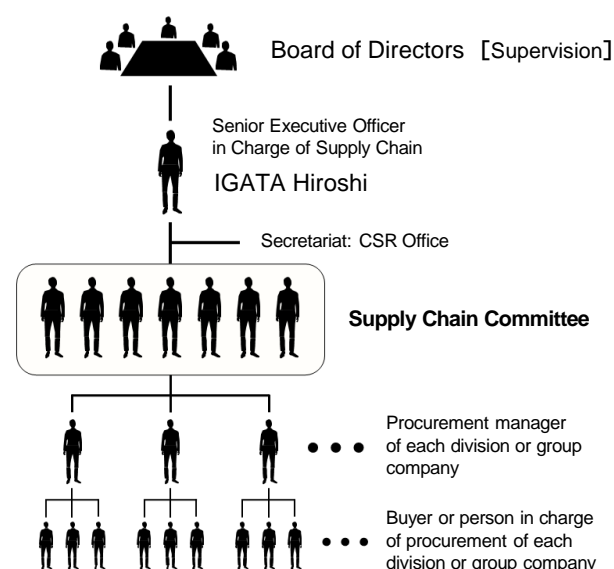 Board of Directors [Supervision]
Senior Executive Officer
in Charge of Supply Chain
IGATA Hiroshi
Secretariat: CSR Office
Supply Chain Committee
Procurement manager
of each division or group
company
Buyer or person in charge
of procurement of each
division or group company